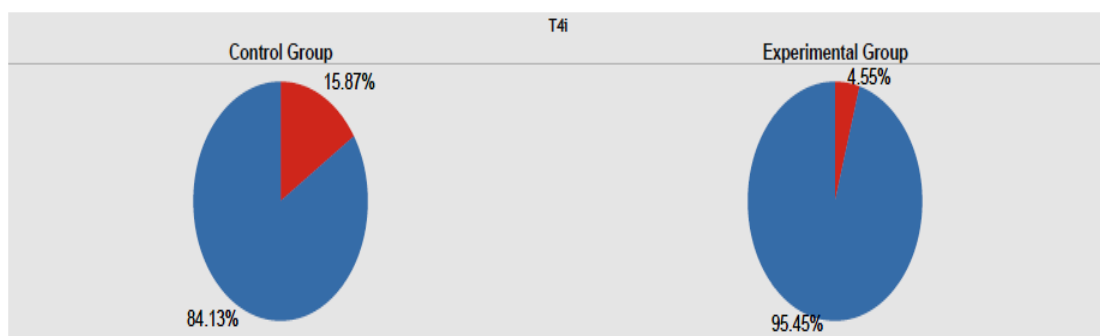 T4i
Control Group
Experimental Group
15.87%
4.55%
84.13%
95.45%